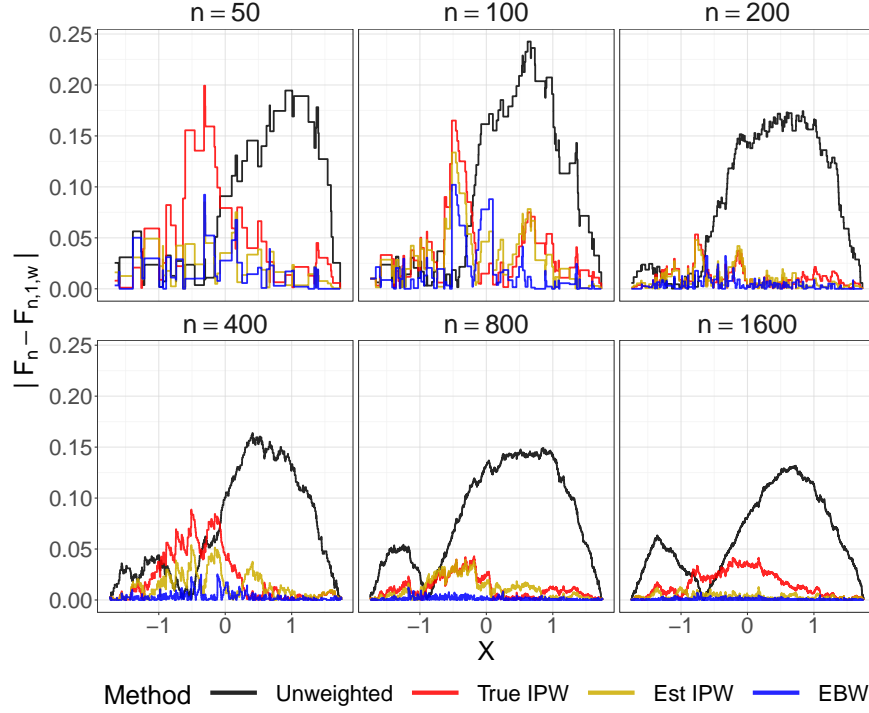 n = 50
n = 100
n = 200
0.25
0.20
0.15
0.10
0.05
0.00
n = 400
n = 800
n = 1600
0.25
0.20
0.15
0.10
0.05
0.00
−1 0 1
−1 0 1
−1 0 1
| Fn − Fn,1,w |
X
Method Unweighted True IPW Est IPW EBW